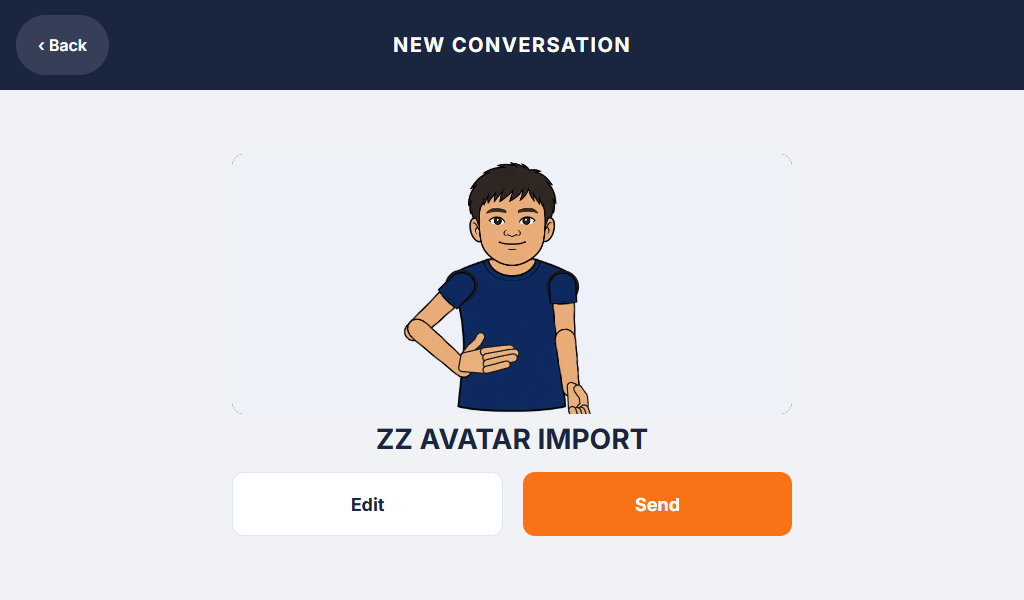 ‹ Back
NEW CONVERSATION
ZZ AVATAR IMPORT
Edit
Send